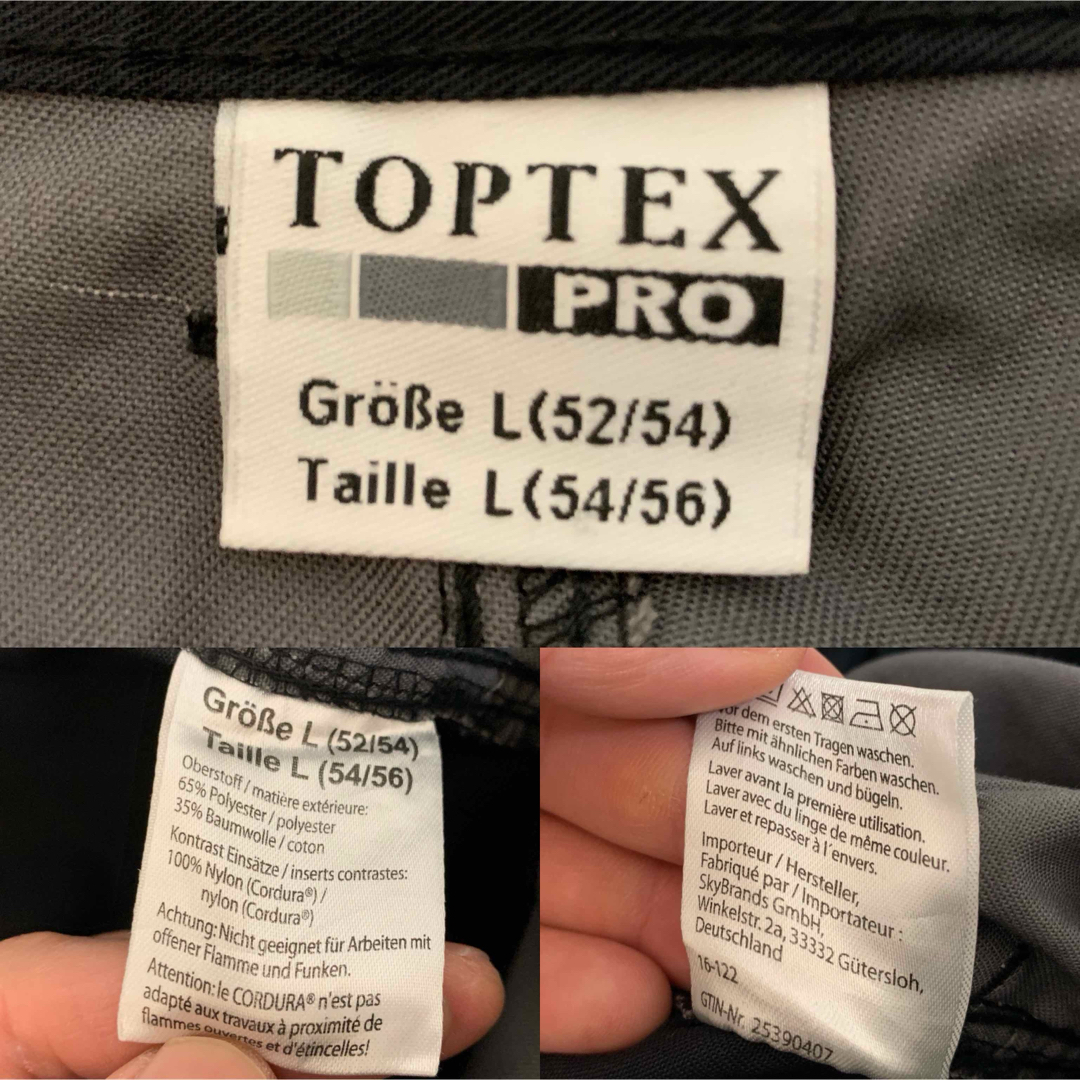 TOPTEX
PRO
Größe L(52/54)
Taille L(54/56)
Größe L (52/54)
Taille L (54/56)
Oberstoff / matière extérieure:
65% Polyester / polyester
35% Baumwolle / coton
Kontrast Einsätze / inserts contrastes:
100% Nylon (Cordura®) /
nylon (Cordura®)
Achtung: Nicht geeignet für Arbeiten mit
offener Flamme und Funken.
Attention: le CORDURA® n'est pas
adapté aux travaux à proximité de
flammes ouvertes et d'étincelles!
Vor dem ersten Tragen waschen.
Bitte mit ähnlichen Farben waschen.
Auf links waschen und bügeln.
Laver avant la première utilisation.
Laver avec du linge de même couleur.
Laver et repasser à l´envers.
Importeur / Hersteller,
Fabriqué par / Importateur :
SkyBrands GmbH,
Winkelstr. 2a, 33332 Gütersloh,
Deutschland
16-122
GTIN-Nr. 25390407